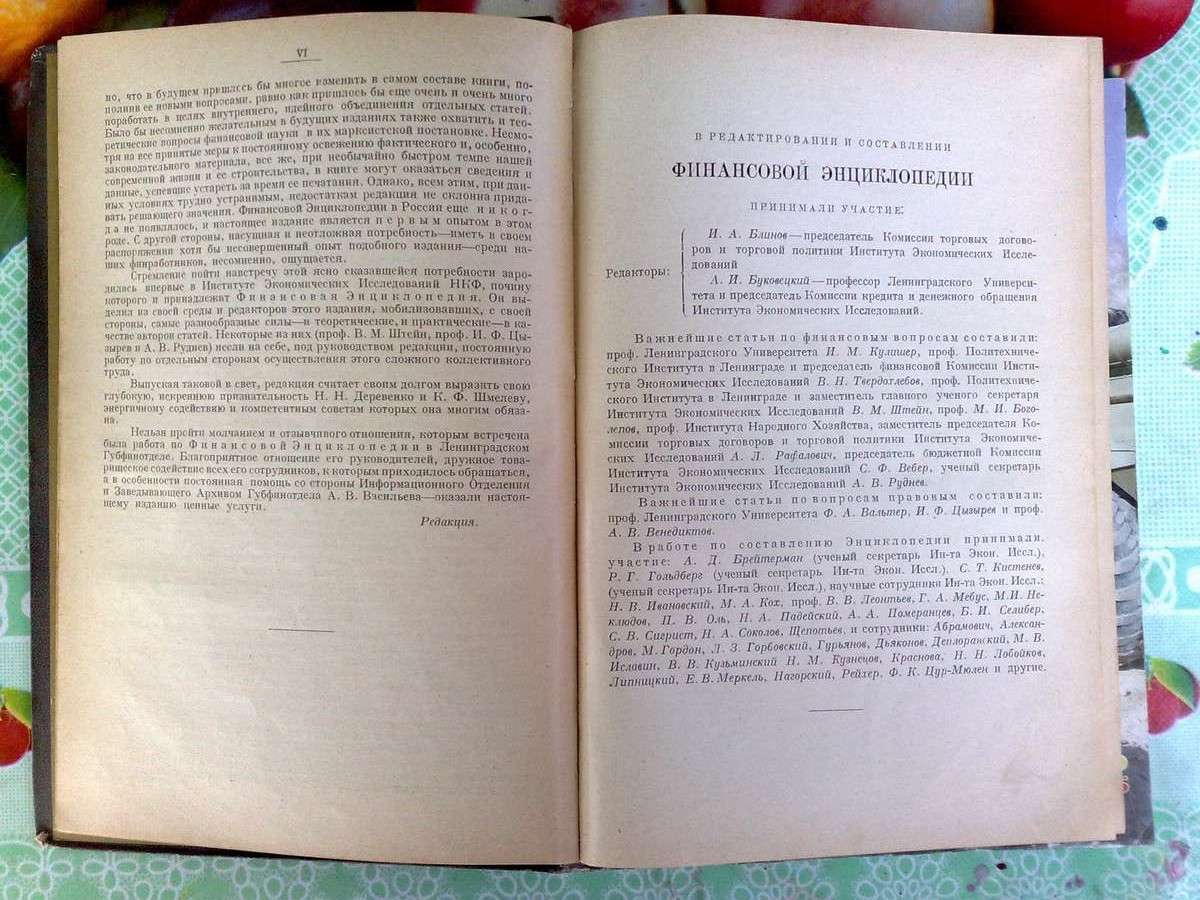 VI
но, что в будущем пришлось бы многое изменить в самом составе книги, по-
полнив ее новыми вопросами, равно как пришлось бы еще очень и очень много
поработать в целях внутреннего, идейного объединения отдельных статей.
Было бы несомненно желательным в будущих изданиях также охватить и тео-
ретические вопросы финансовой науки в их марксистской постановке. Несмо-
тря на все принятые меры к постоянному освежению фактического и, особенно,
законодательного материала, все же, при необычайно быстром темпе нашей
современной жизни и ее строительства, в книге могут оказаться сведения и
данные, успевшие устареть за время ее печатания. Однако, всем этим, при дан-
ных условиях трудно устранимым, недостаткам редакция не склонна прида-
вать решающего значения. Финансовой Энциклопедии в России еще никог-
да не появлялось, и настоящее издание является первым опытом в этом
роде. С другой стороны, насущная и неотложная потребность—иметь в своем
распоряжении хотя бы несовершенный опыт подобного издания—среди на-
ших финработников, несомненно, ощущается.
Стремление пойти навстречу этой ясно сказавшейся потребности заро-
дилась впервые в Институте Экономических Исследований НКФ, почину
которого и принадлежат Финансовая Энциклопедия. Он вы-
делил из своей среды и редакторов этого издания, мобилизовавших, с своей
стороны, самые разнообразные силы—и теоретические, и практические—в ка-
честве авторов статей. Некоторые из них (проф. В. М. Штейн, проф. И. Ф. Цы-
зырев и А. В. Руднев) несли на себе, под руководством редакции, постоянную
работу по отдельным сторонам осуществления этого сложного коллективного
труда.
Выпуская таковой в свет, редакция считает своим долгом выразить свою
глубокую, искреннюю признательность Н. Н. Деревенко и К. Ф. Шмелеву,
энергичному содействию и компетентным советам которых она многим обяза-
на.
Нельзя пройти молчанием и отзывчивого отношения, которым встречена
была работа по Финансовой Энциклопедии в Ленинградском
Губфинотделе. Благоприятное отношение его руководителей, дружное това-
рищеское содействие всех его сотрудников, к которым приходилось обращаться,
а в особенности постоянная помощь со стороны Информационного Отделения
и Заведывающего Архивом Губфинотдела А. В. Васильева—оказали настоя-
щему изданию ценные услуги.
Редакция.
В РЕДАКТИРОВАНИИ И СОСТАВЛЕНИИ
ФИНАНСОВОЙ ЭНЦИКЛОПЕДИИ
ПРИНИМАЛИ УЧАСТИЕ:
Редакторы:
И. А. Блинов—председатель Комиссия торговых догово-
ров и торговой политики Института Экономических Иссле-
дований
А. И. Буковецкий—профессор Ленинградского Универси-
тета и председатель Комиссии кредита и денежного обращения
Института Экономических Исследований.
Важнейшие статьи по финансовым вопросам составили:
проф. Ленинградского Университета И. М. Кулишер, проф. Политехниче-
ского Института в Ленинграде и председатель финансовой Комиссии Инсти-
тута Экономических Исследований В. Н. Твердохлебов, проф. Политехниче-
ского Института в Ленинграде и заместитель главного ученого секретаря
Института Экономических Исследований В. М. Штейн, проф. М. И. Бого-
лепов, проф. Института Народного Хозяйства, заместитель председателя Ко-
миссии торговых договоров и торговой политики Института Экономичес-
ких Исследований А. Л. Рафалович, председатель бюджетной Комиссии
Института Экономических Исследований С. Ф. Вебер, ученый секретарь
Института Экономических Исследований А. В. Руднев.
Важнейшие статьи по вопросам правовым составили:
проф. Ленинградского Университета Ф. А. Вальтер, И. Ф. Цызырев и проф.
А. В. Венедиктов.
В работе по составлению Энциклопедии принимали.
участие: А. Д. Брейтерман (ученый секретарь Ин-та Экон. Иссл.),
Р. Г. Гольдберг (ученый секретарь Ин-та Экон. Иссл.), С. Т. Кистенев,
(ученый секретарь Ин-та Экон. Иссл.), научные сотрудники Ин-та Экон. Иссл.:
Н. В. Ивановский, М. А. Кох, проф. В. В. Леонтьев, Г. А. Мебус, М.И. Не-
клюдов, П. В. Оль, Н. А. Падейский, А. А. Померанцев, Б. И. Селибер,
С. В. Сигрист, Н. А. Соколов, Щепотьев, и сотрудники: Абрамович, Алексан-
дров, М. Гордон, Л. З. Горбовский, Гурьянов, Дьяконов, Деплоранский, М. В.
Иславин, В. В. Кузьминский Н. М. Кузнецов, Краснова, Н. Н. Лобойков,
Липницкий, Е. В. Меркель, Нагорский, Рейхер, Ф. К. Цур-Мюлен и другие.